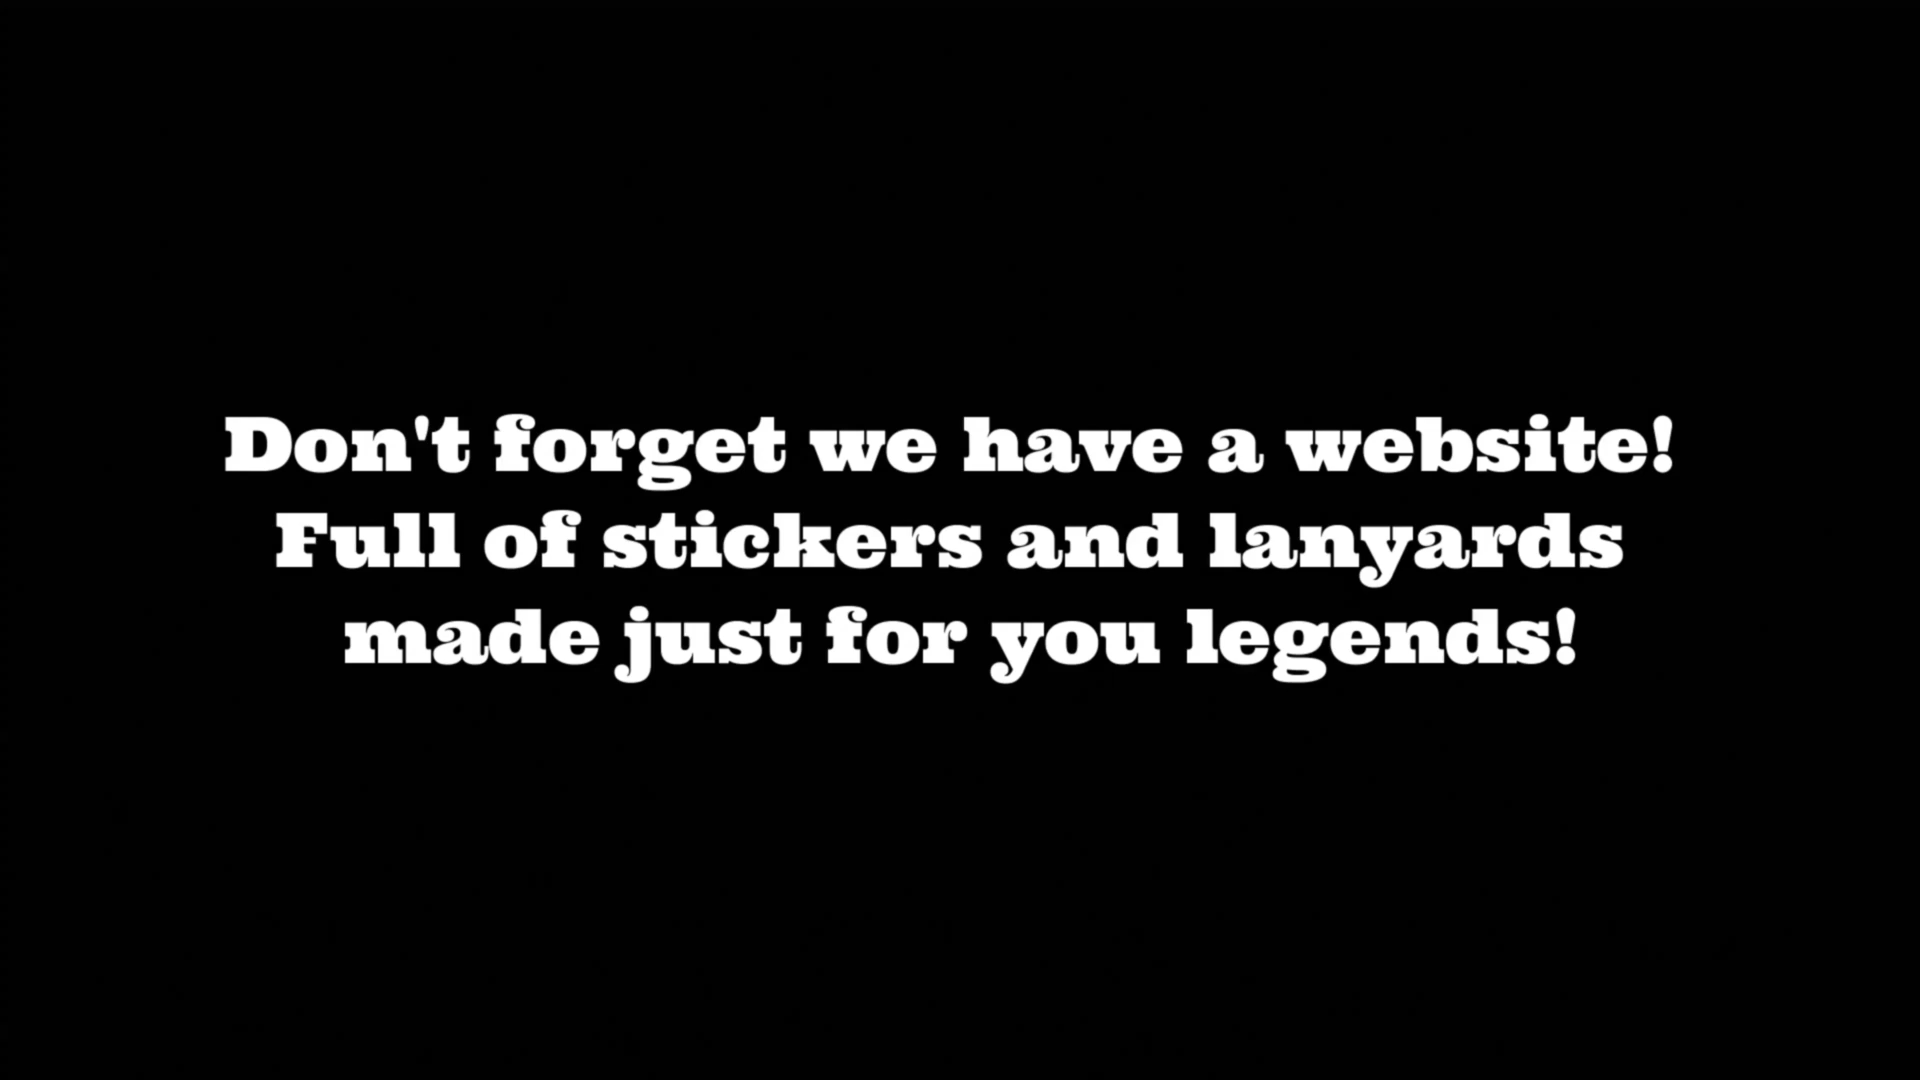 Don't forget we have a website!
Full of stickers and lanyards
made just for you legends!